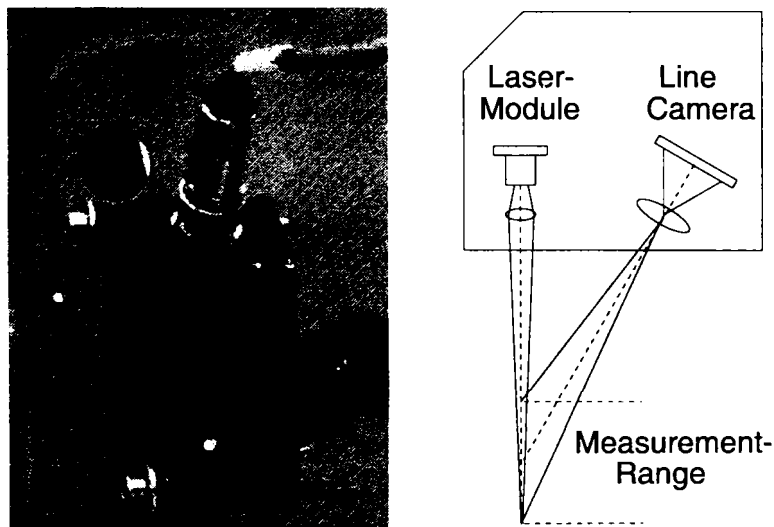 Laser-
Module
Line
Camera
Measurement-
Range